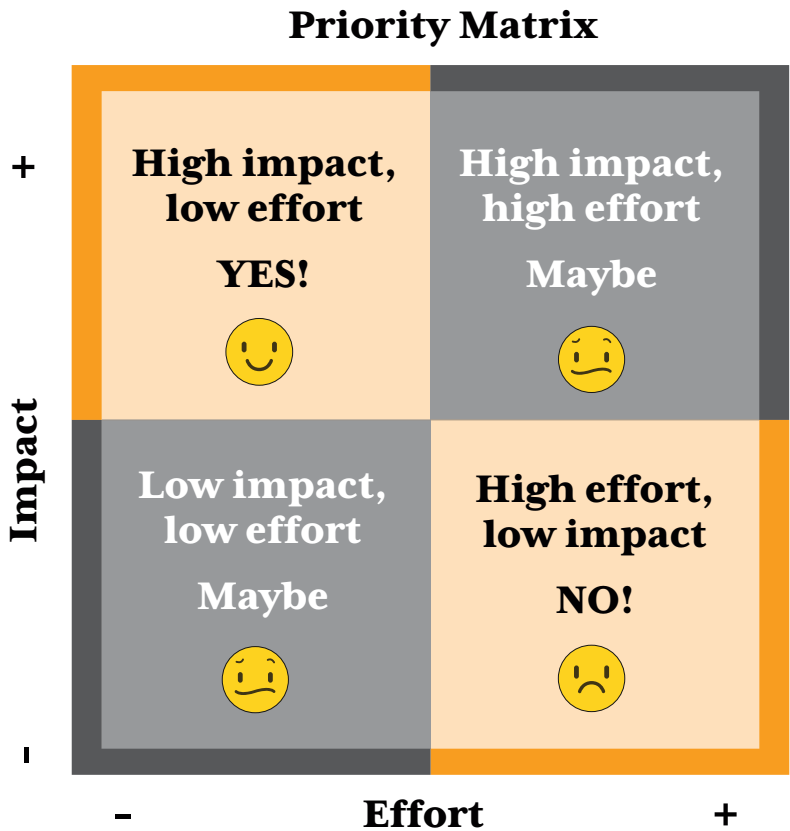 Priority Matrix
+
High impact,
low effort
YES!
High impact,
high effort
Maybe
Impact
Low impact,
low effort
Maybe
High effort,
low impact
NO!
-
-
Effort
+